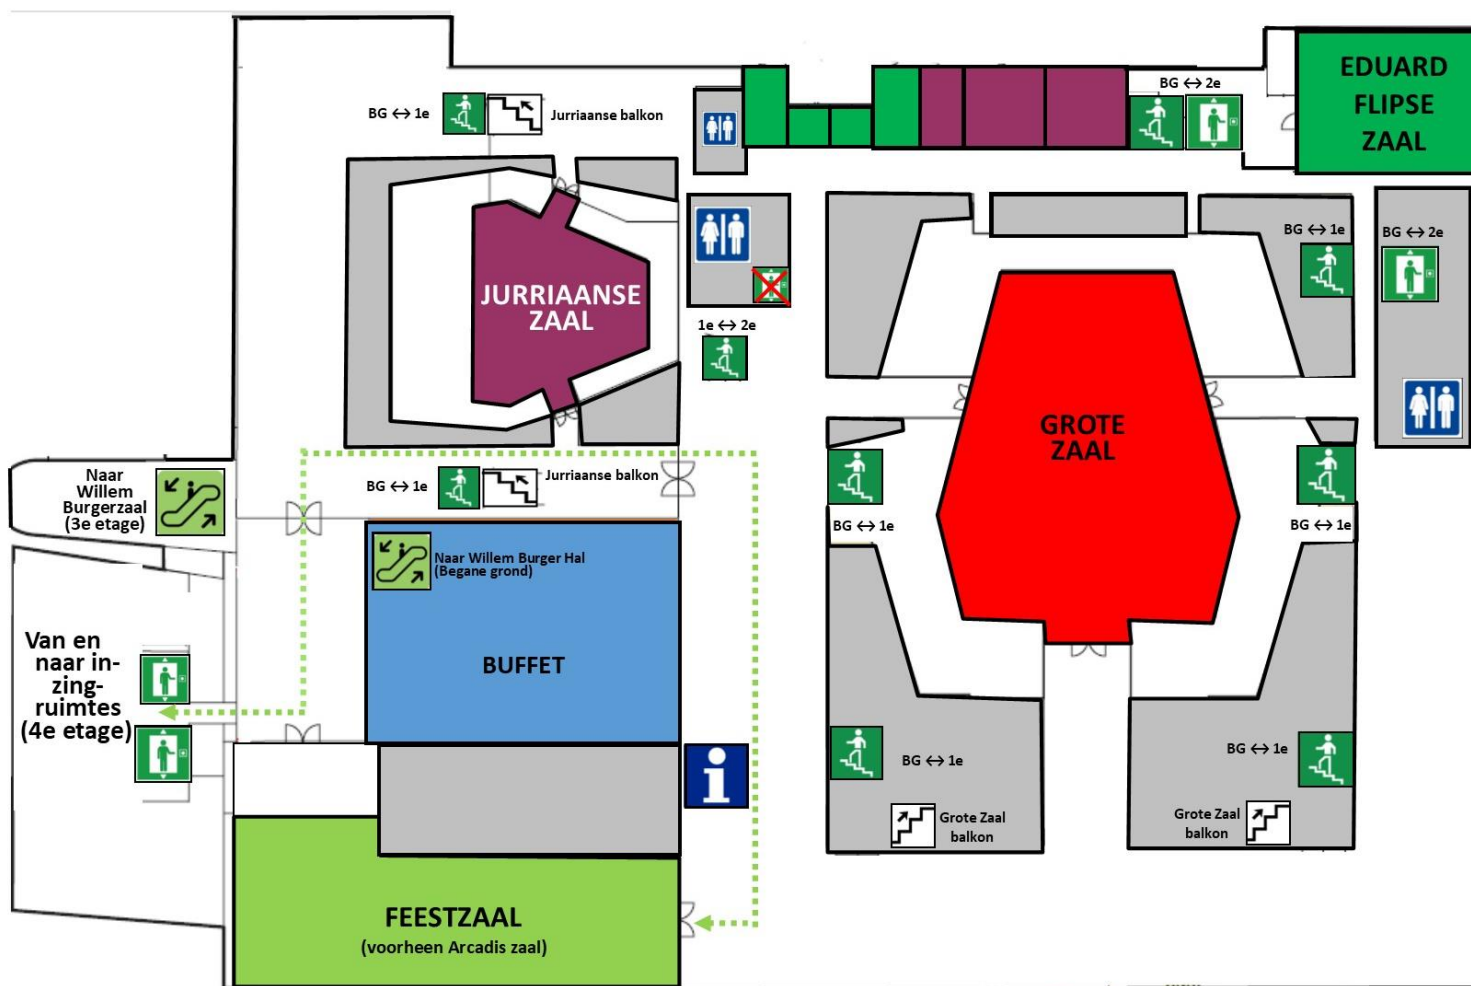 EDUARD
FLIPSE
ZAAL
BG ↔ 2e
BG ↔ 1e
Jurriaanse balkon
BG ↔ 1e
BG ↔ 2e
JURRIAANSE
ZAAL
1e ↔ 2e
GROTE
ZAAL
Naar
Willem
Burgerzaal
(3e etage)
BG ↔ 1e
Jurriaanse balkon
BG ↔ 1e
BG ↔ 1e
Naar Willem Burger Hal
(Begane grond)
Van en
naar in-
zing-
ruimtes
(4e etage)
BUFFET
BG ↔ 1e
BG ↔ 1e
i
Grote Zaal
balkon
Grote Zaal
balkon
FEESTZAAL
(voorheen Arcadis zaal)